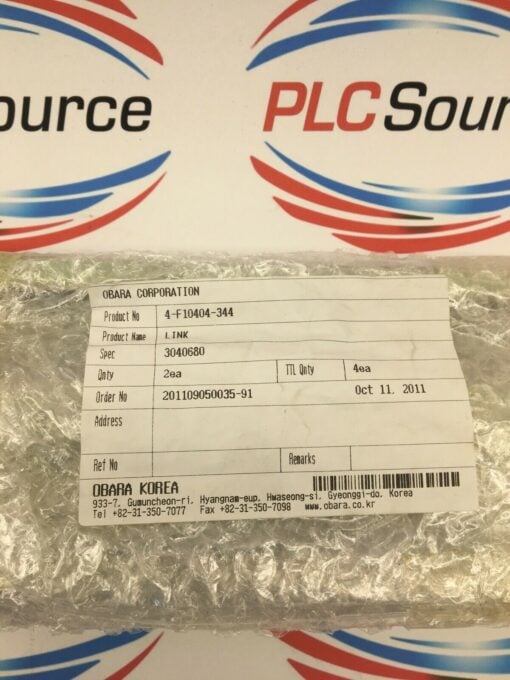 ource PLC Sour
OBARA CORPORATION
Product No 4-F10404-344
Product Name LINK
Spec 3040680
Qnty 2ea TTL Qnty 4ea
Order No 201109050035-91 Oct 11, 2011
Address
Ref No Remarks
OBARA KOREA
933-7, Gumuncheon-ri, Hyangnam-eup, Hwaseong-si, Gyeonggi-do, Korea
Tel +82-31-350-7077 Fax +82-31-350-7098 www.obara.co.kr